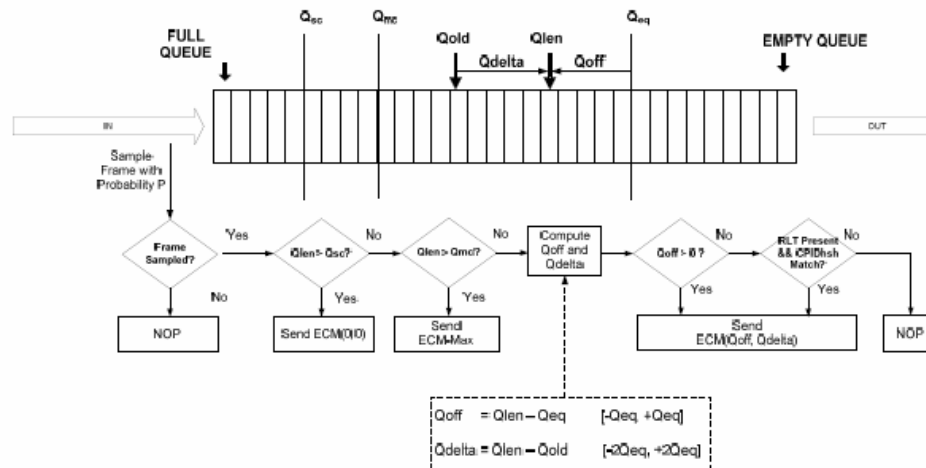 Qsc
Qmc
Qeq
FULL QUEUE
Qold
Qlen
EMPTY QUEUE
Qdelta
Qoff
IN
OUT
Sample
Frame with
Probability P
Frame
Sampled?
Yes
Qlen > Qsc?
No
Qlen > Qmc?
No
Compute
Qoff and
Qdelta
Qoff > 0 ?
No
RLT Present
&& CPIDhsh
Match?
No
No
Yes
Yes
Yes
Yes
NOP
Send ECM(0,0)
Send
ECM-Max
Send
ECM(Qoff, Qdelta)
NOP
Qoff = Qlen – Qeq [-Qeq, +Qeq]
Qdelta = Qlen – Qold [-2Qeq, +2Qeq]